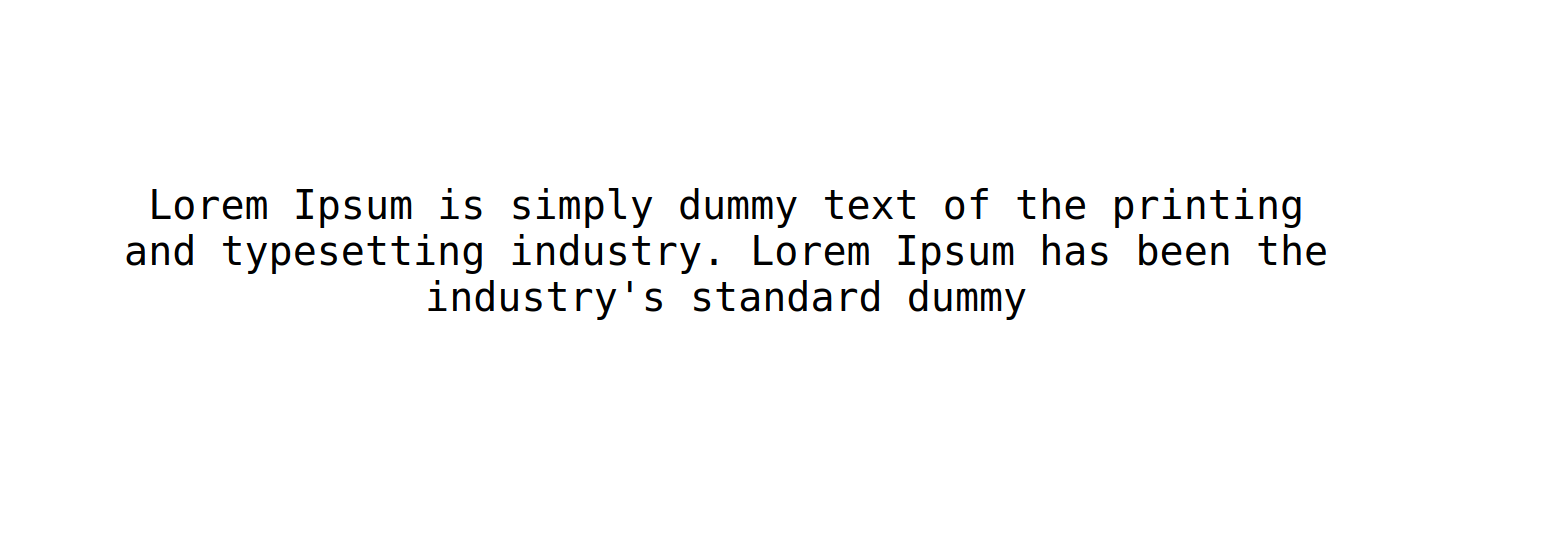 Lorem Ipsum is simply dummy text of the printing
and typesetting industry. Lorem Ipsum has been the
industry's standard dummy